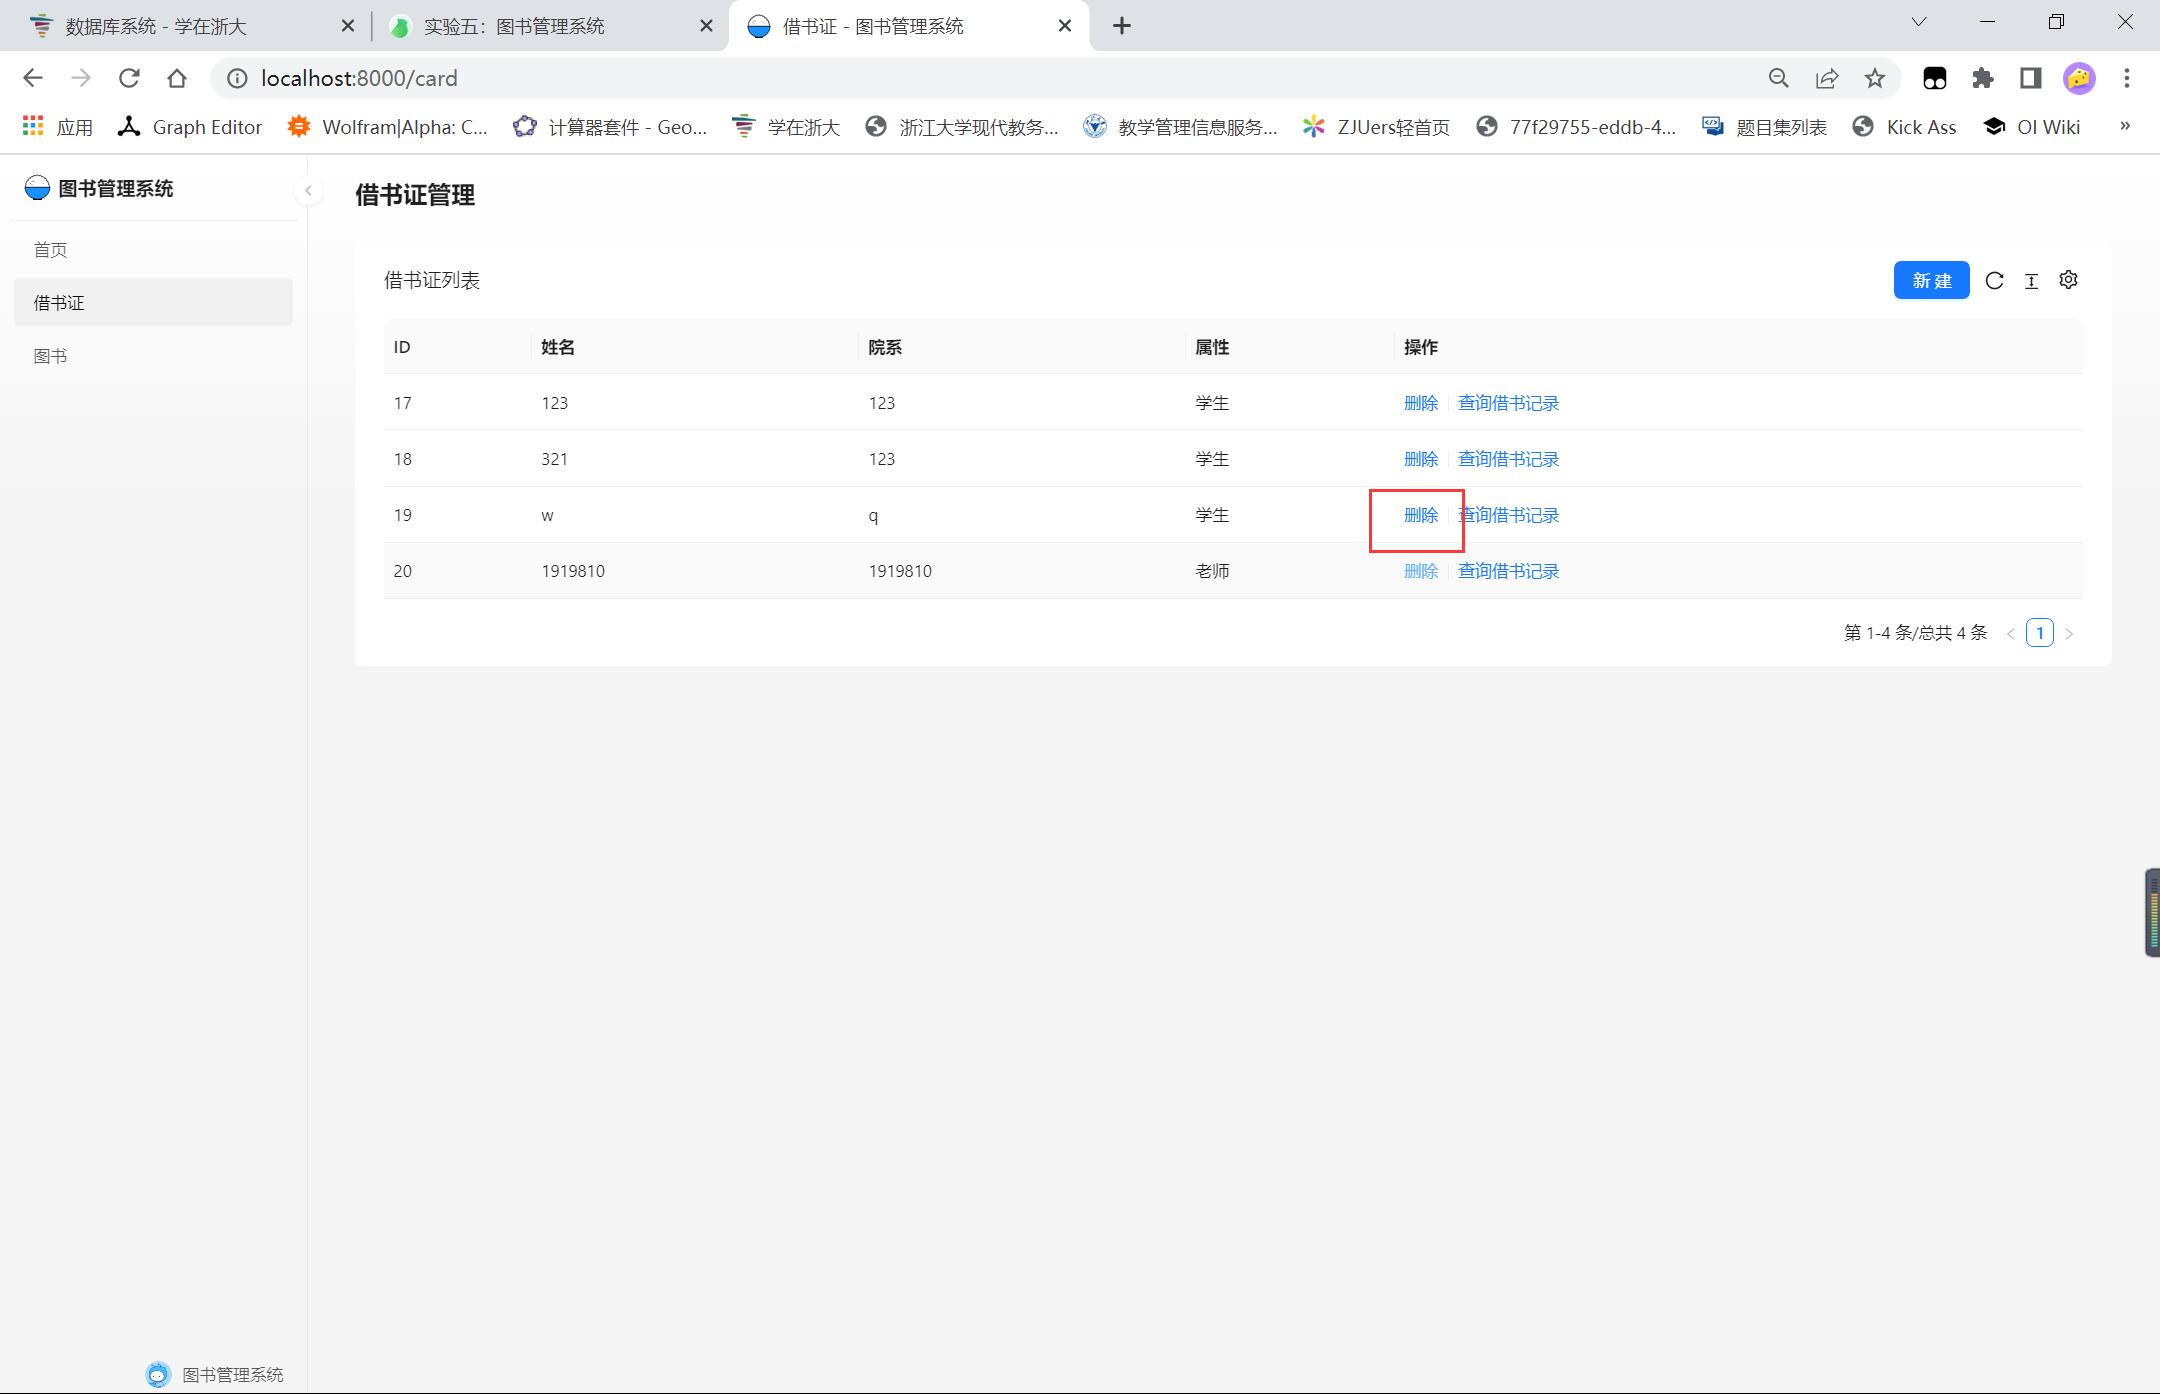 数据库系统 - 学在浙大
实验五：图书管理系统
借书证 - 图书管理系统
localhost:8000/card
应用
Graph Editor
Wolfram|Alpha: C...
计算器套件 - Geo...
学在浙大
浙江大学现代教务...
教学管理信息服务...
ZJUers轻首页
77f29755-eddb-4...
题目集列表
Kick Ass
OI Wiki
»
图书管理系统
首页
借书证
图书
借书证管理
借书证列表
新 建
ID 姓名 院系 属性 操作
17 123 123 学生 删除 查询借书记录
18 321 123 学生 删除 查询借书记录
19 w q 学生 删除 查询借书记录
20 1919810 1919810 老师 删除 查询借书记录
第 1-4 条/总共 4 条 < 1 >
图书管理系统